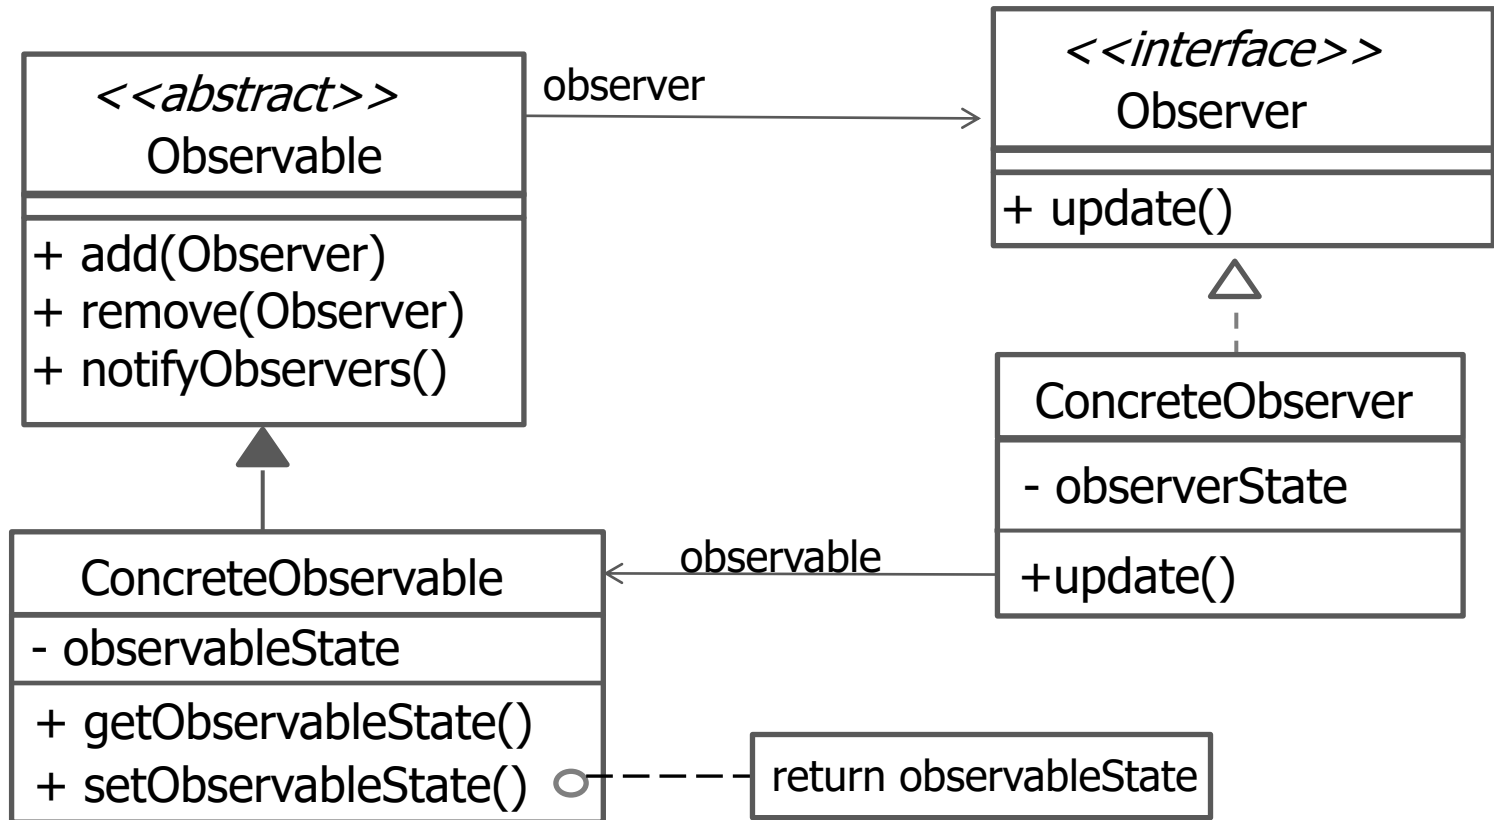 <<abstract>>
Observable
+ add(Observer)
+ remove(Observer)
+ notifyObservers()
observer
<<interface>>
Observer
+ update()
ConcreteObserver
- observerState
+update()
observable
ConcreteObservable
- observableState
+ getObservableState()
+ setObservableState()
return observableState